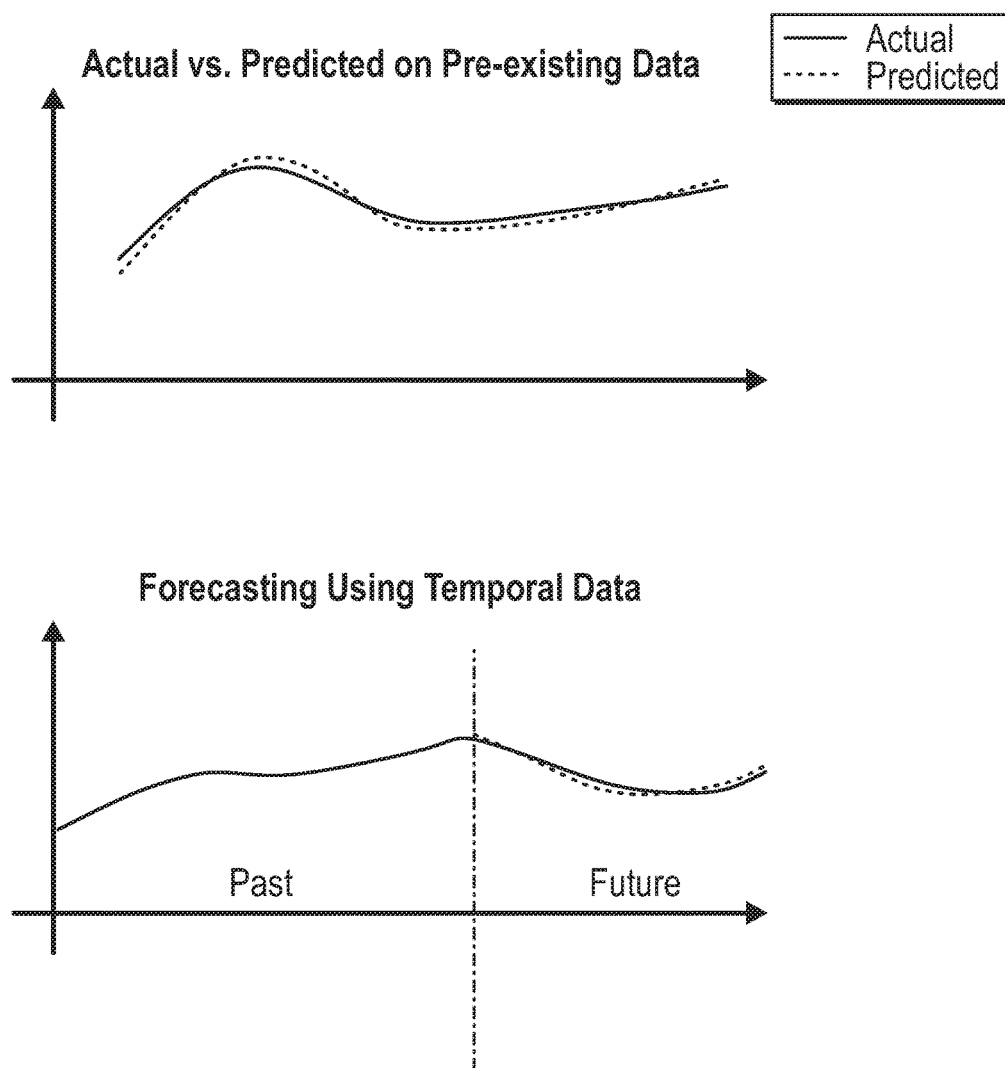 Actual vs. Predicted on Pre-existing Data
Actual
Predicted
Forecasting Using Temporal Data
Past
Future